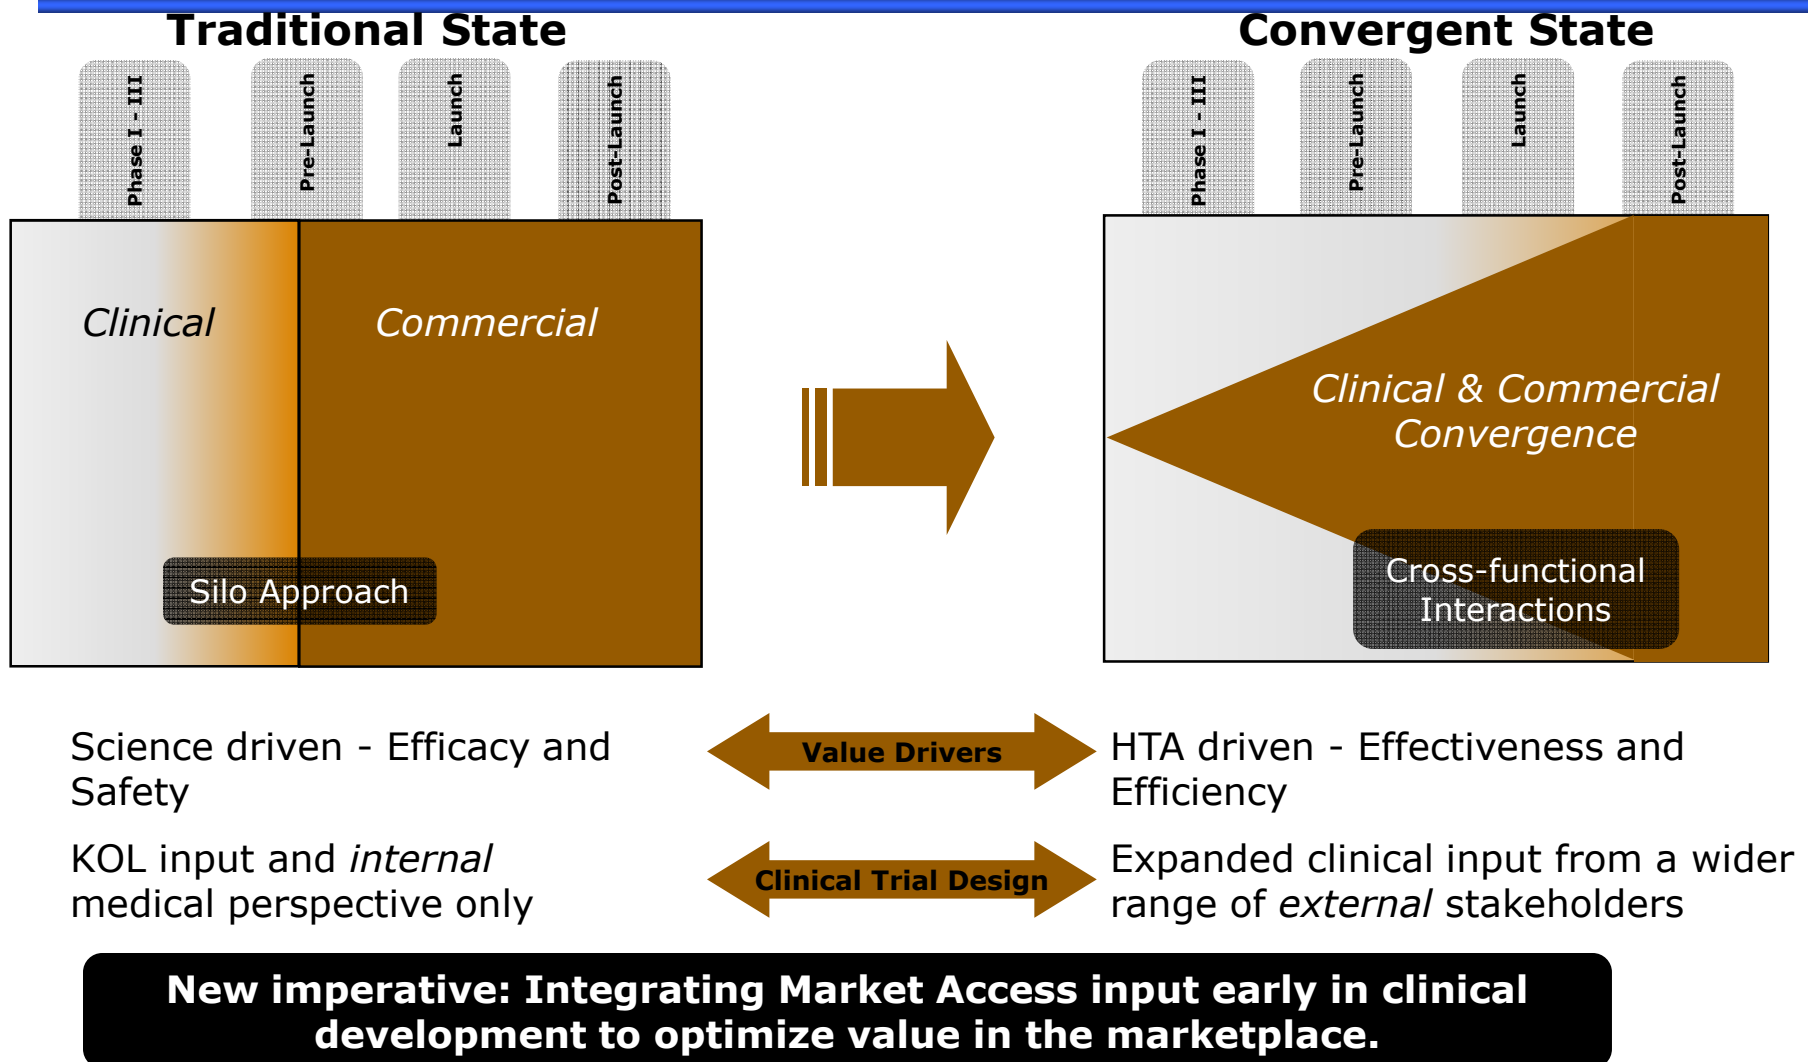 Traditional State
Phase I - III
Pre-Launch
Launch
Post-Launch
Clinical
Commercial
Silo Approach
Convergent State
Phase I - III
Pre-Launch
Launch
Post-Launch
Clinical & Commercial
Convergence
Cross-functional
Interactions
Science driven - Efficacy and
Safety
Value Drivers
HTA driven - Effectiveness and
Efficiency
KOL input and internal
medical perspective only
Clinical Trial Design
Expanded clinical input from a wider
range of external stakeholders
New imperative: Integrating Market Access input early in clinical
development to optimize value in the marketplace.